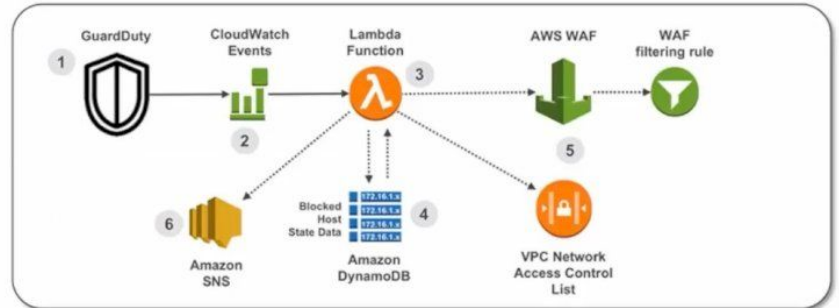 GuardDuty
CloudWatch
Events
Lambda
Function
AWS WAF
WAF
filtering rule
1
2
3
λ
5
6
Blocked
Host
State Data
172.16.1.x
172.16.1.x
172.16.1.x
172.16.1.x
4
Amazon
SNS
Amazon
DynamoDB
VPC Network
Access Control
List